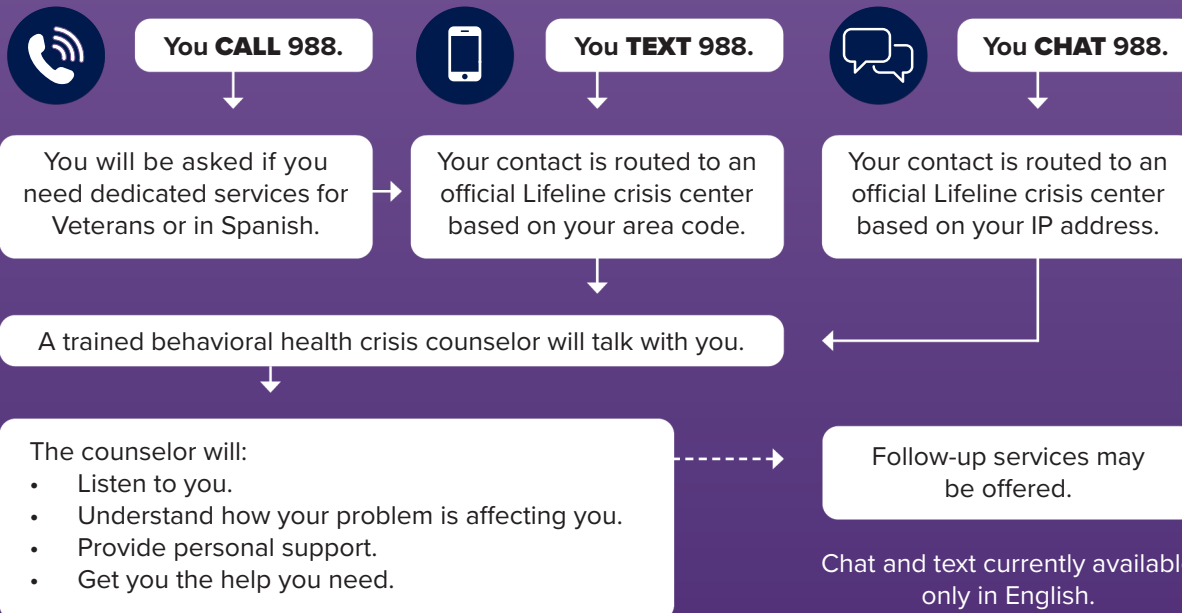 You CALL 988.
You TEXT 988.
You CHAT 988.
You will be asked if you
need dedicated services for
Veterans or in Spanish.
Your contact is routed to an
official Lifeline crisis center
based on your area code.
Your contact is routed to an
official Lifeline crisis center
based on your IP address.
A trained behavioral health crisis counselor will talk with you.
The counselor will:
• Listen to you.
• Understand how your problem is affecting you.
• Provide personal support.
• Get you the help you need.
Follow-up services may
be offered.
Chat and text currently availabl
only in English.